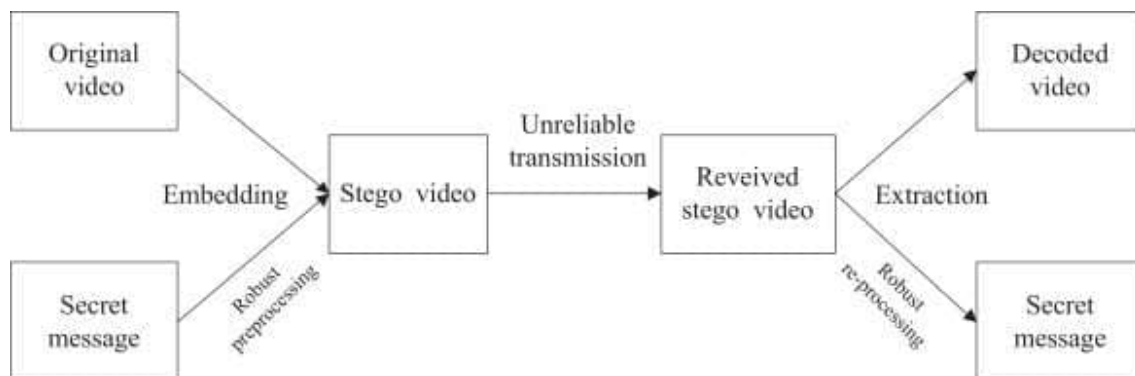 Original
video
Embedding
Secret
message
Robust
preprocessing
Stego video
Unreliable
transmission
Reveived
stego video
Decoded
video
Extraction
Robust
re-processing
Secret
message